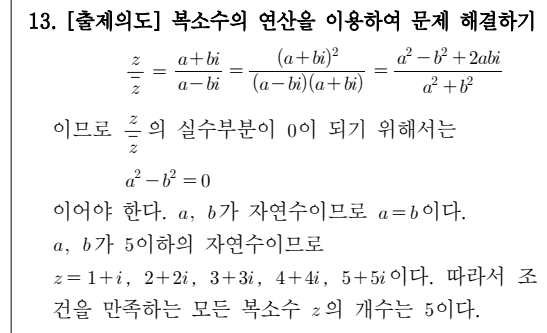 13. [출제의도] 복소수의 연산을 이용하여 문제 해결하기
z/z̄ = (a+bi)/(a−bi) = (a+bi)²/((a−bi)(a+bi)) = (a²−b²+2abi)/(a²+b²)
이므로 z/z̄ 의 실수부분이 0이 되기 위해서는
a²−b²=0
이어야 한다. a, b가 자연수이므로 a=b이다.
a, b가 5이하의 자연수이므로
z=1+i, 2+2i, 3+3i, 4+4i, 5+5i이다. 따라서 조
건을 만족하는 모든 복소수 z의 개수는 5이다.